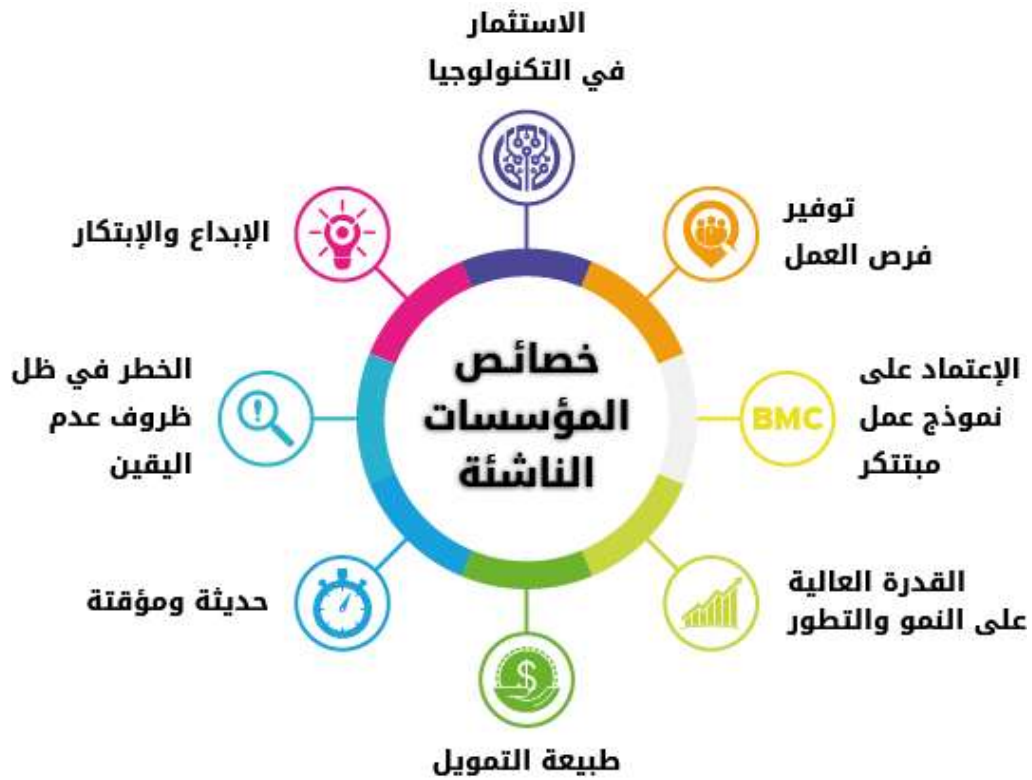 الاستثمار
في التكنولوجيا
توفير
فرص العمل
الإبداع والإبتكار
خصائص
المؤسسات
الناشئة
الإعتماد على
نموذج عمل
مبتتكر
BMC
الخطر في ظل
ظروف عدم
اليقين
القدرة العالية
على النمو والتطور
حديثة ومؤقتة
$
طبيعة التمويل